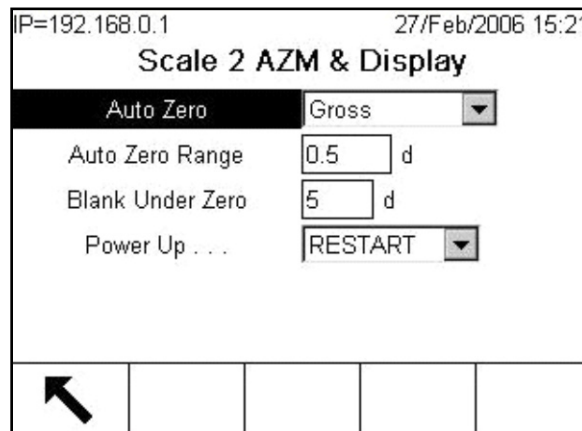 IP=192.168.0.1 27/Feb/2006 15:21
Scale 2 AZM & Display
Auto Zero Gross
Auto Zero Range 0.5 d
Blank Under Zero 5 d
Power Up . . . RESTART